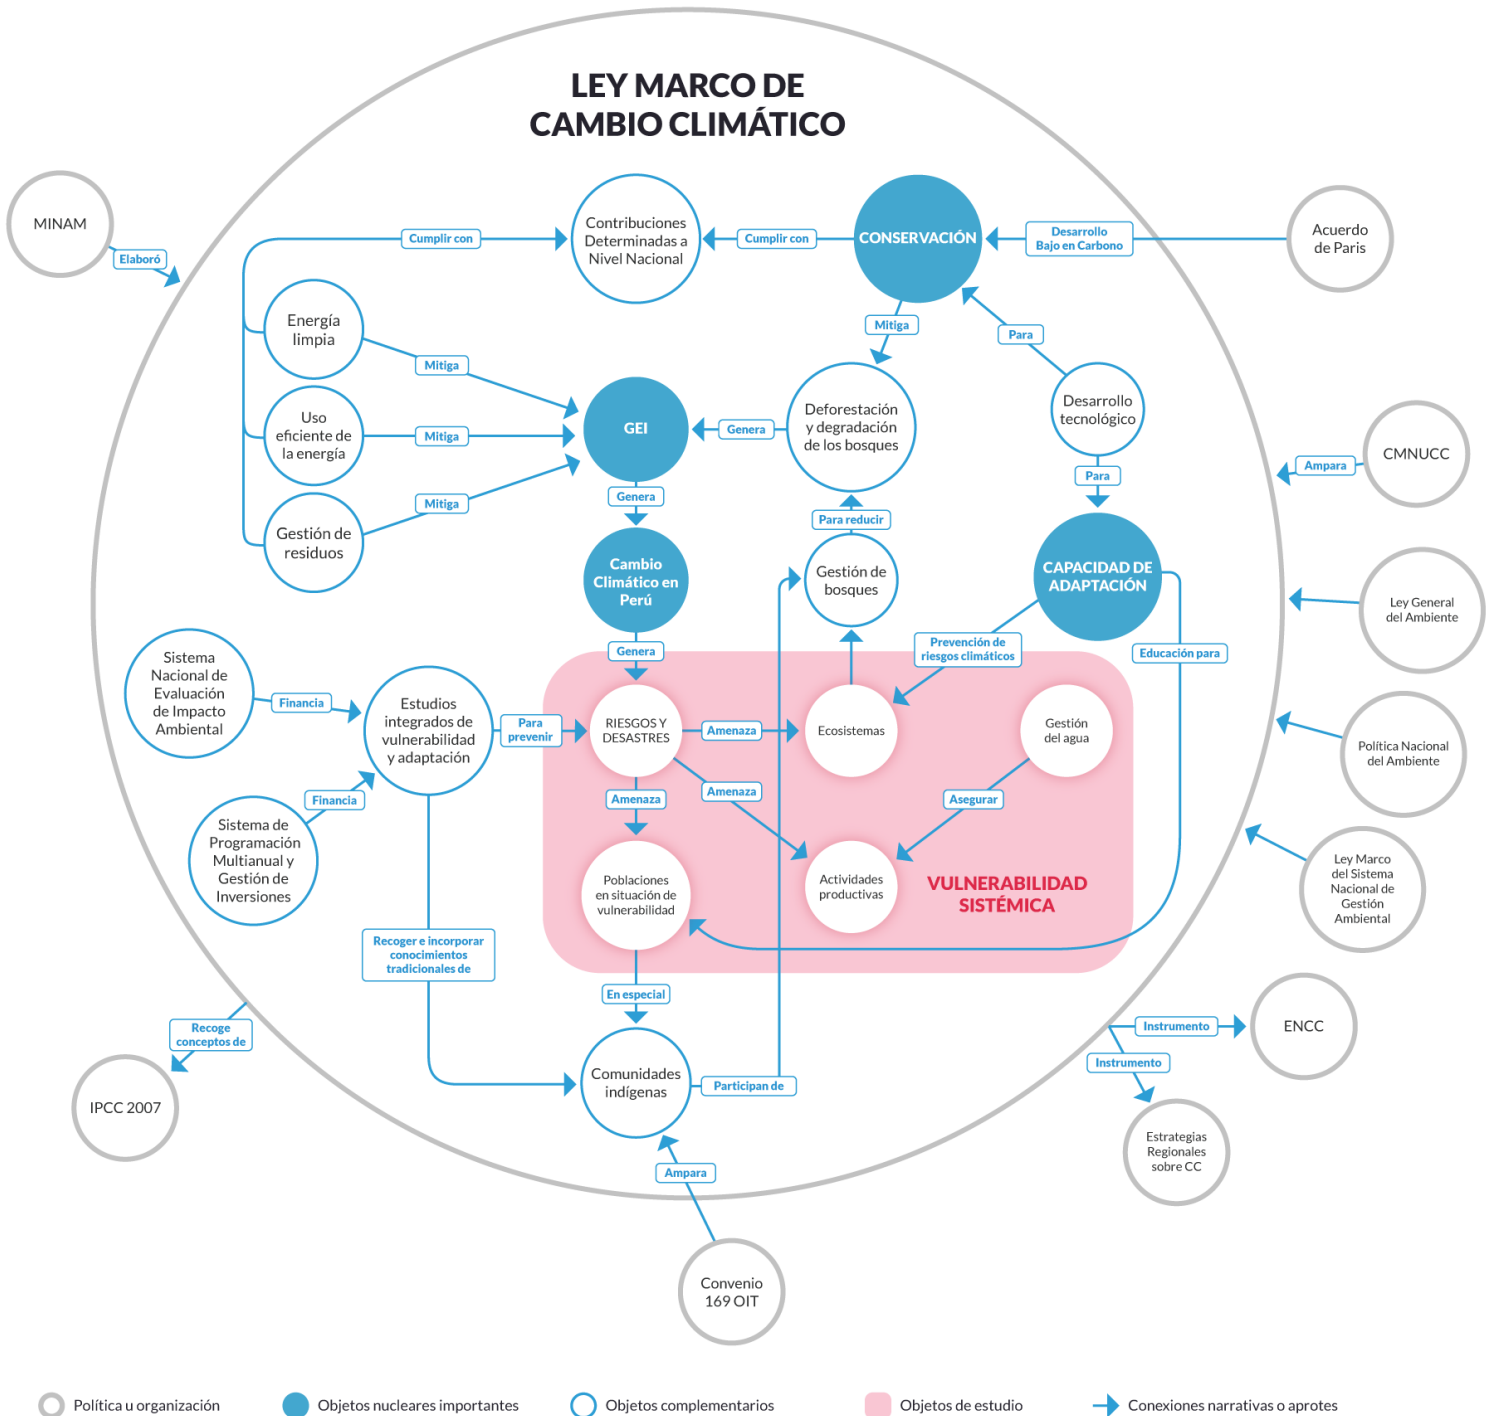 LEY MARCO DE
CAMBIO CLIMÁTICO
MINAM
Elaboró
Cumplir con
Contribuciones
Determinadas a
Nivel Nacional
Cumplir con
CONSERVACIÓN
Desarrollo
Bajo en Carbono
Acuerdo
de Paris
Energía
limpia
Mitiga
Mitiga
Para
Uso
eficiente de
la energía
Mitiga
GEI
Genera
Deforestación
y degradación
de los bosques
Desarrollo
tecnológico
CMNUCC
Ampara
Gestión de
residuos
Mitiga
Genera
Para
Para reducir
Cambio
Climático en
Perú
Gestión de
bosques
CAPACIDAD DE
ADAPTACIÓN
Ley General
del Ambiente
Genera
Prevención de
riesgos climáticos
Educación para
Sistema
Nacional de
Evaluación
de Impacto
Ambiental
Financia
Estudios
integrados de
vulnerabilidad
y adaptación
Para
prevenir
RIESGOS Y
DESASTRES
Amenaza
Ecosistemas
Gestión
del agua
Política Nacional
del Ambiente
Financia
Amenaza
Amenaza
Asegurar
Sistema de
Programación
Multianual y
Gestión de
Inversiones
Poblaciones
en situación de
vulnerabilidad
Actividades
productivas
VULNERABILIDAD
SISTÉMICA
Ley Marco
del Sistema
Nacional de
Gestión
Ambiental
Recoger e incorporar
conocimientos
tradicionales de
En especial
Recoge
conceptos de
Instrumento
ENCC
Instrumento
IPCC 2007
Comunidades
indígenas
Participan de
Estrategias
Regionales
sobre CC
Ampara
Convenio
169 OIT
Política u organización
Objetos nucleares importantes
Objetos complementarios
Objetos de estudio
Conexiones narrativas o aprotes